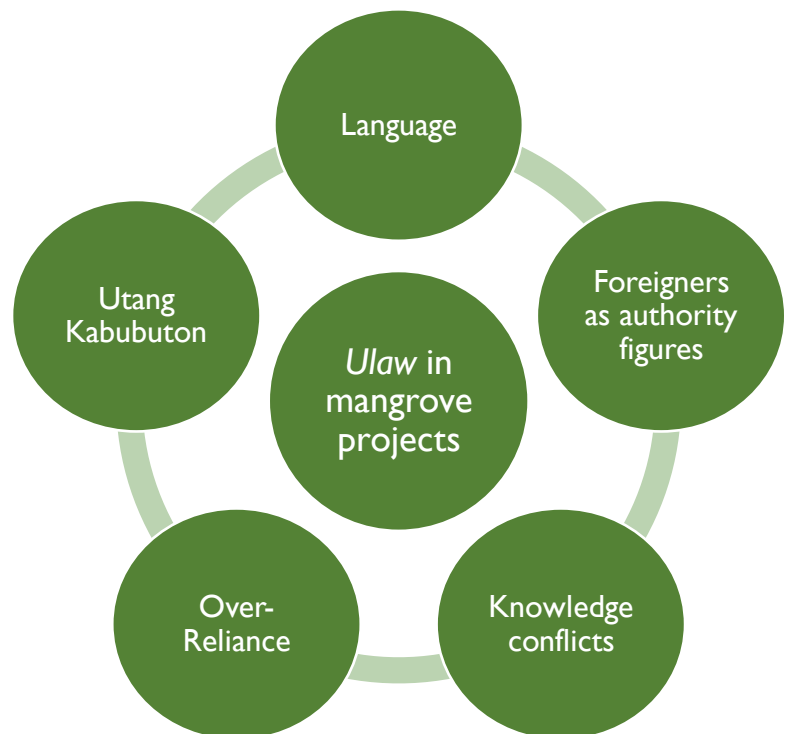 Language
Foreigners
as authority
figures
Knowledge
conflicts
Over-
Reliance
Utang
Kabubuton
Ulaw in
mangrove
projects